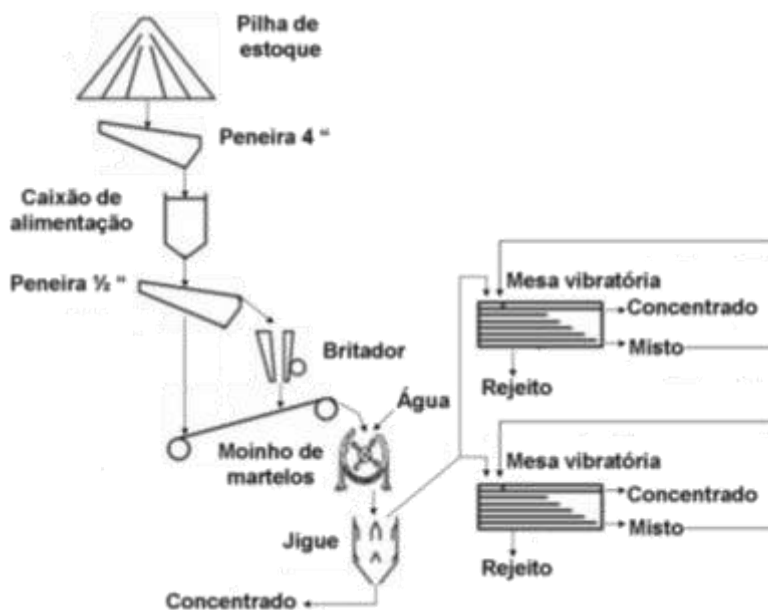 Pilha de
estoque
Peneira 4 “
Caixão de
alimentação
Peneira ½ “
Britador
Água
Moinho de
martelos
Jigue
Concentrado
Mesa vibratória
Concentrado
Misto
Rejeito
Mesa vibratória
Concentrado
Misto
Rejeito